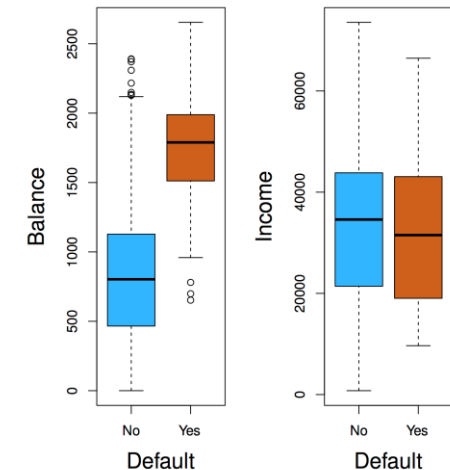 Balance
2500
2000
1500
1000
500
0
No Yes
Default
Income
60000
40000
20000
0
No Yes
Default